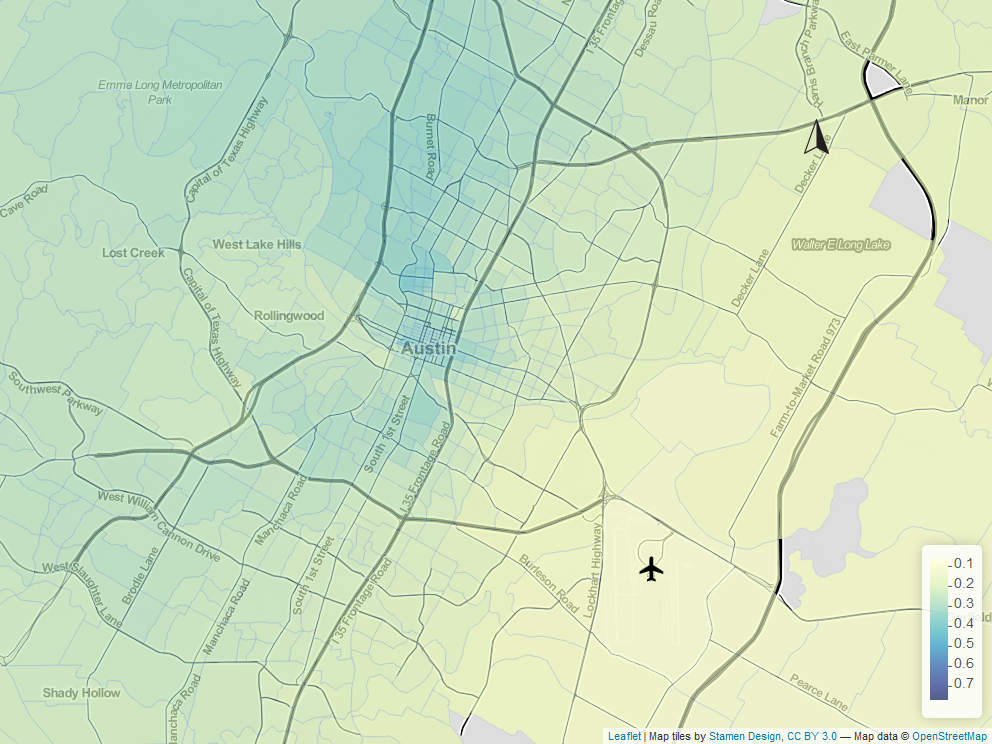 I 35 Frontage
Dessau Road
Harris Branch Parkway
East Parmer Lane
Emma Long Metropolitan
Park
Manor
Capital of Texas Highway
Burnet Road
Decker Lane
Cave Road
West Lake Hills
Lost Creek
Walter E Long Lake
Decker Lane
Capital of Texas Highway
Rollingwood
Austin
Farm-to-Market Road 973
Southwest Parkway
South 1st Street
I 35 Frontage Road
West William Cannon Drive
Manchaca Road
Lockhart Highway
Burleson Road
West Slaughter Lane
Brodie Lane
South 1st Street
I 35 Frontage Road
Manchaca Road
0.1
0.2
0.3
0.4
0.5
0.6
0.7
Shady Hollow
Manchaca Road
Pearce Lane
Leaflet | Map tiles by Stamen Design, CC BY 3.0 — Map data © OpenStreetMap